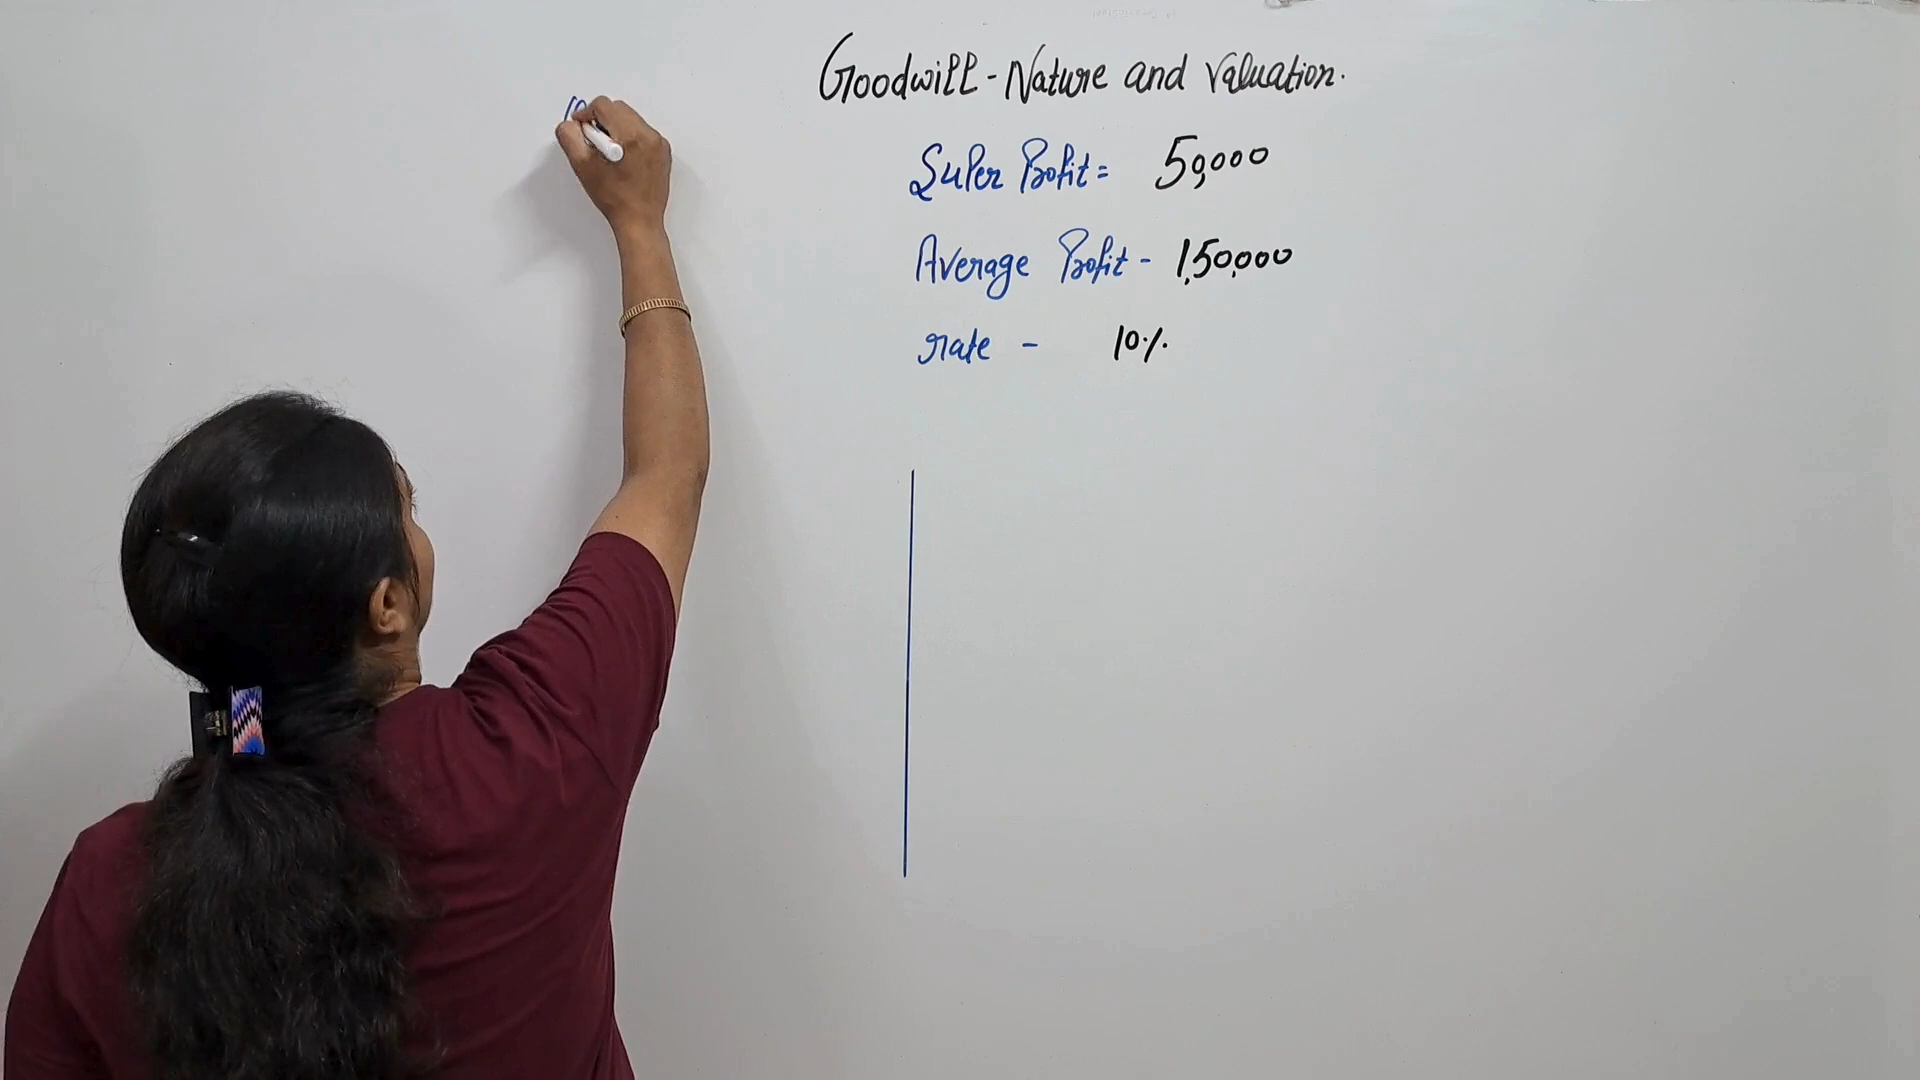 Goodwill - Nature and Valuation.
Super Profit = 50,000
Average Profit - 1,50,000
rate - 10%